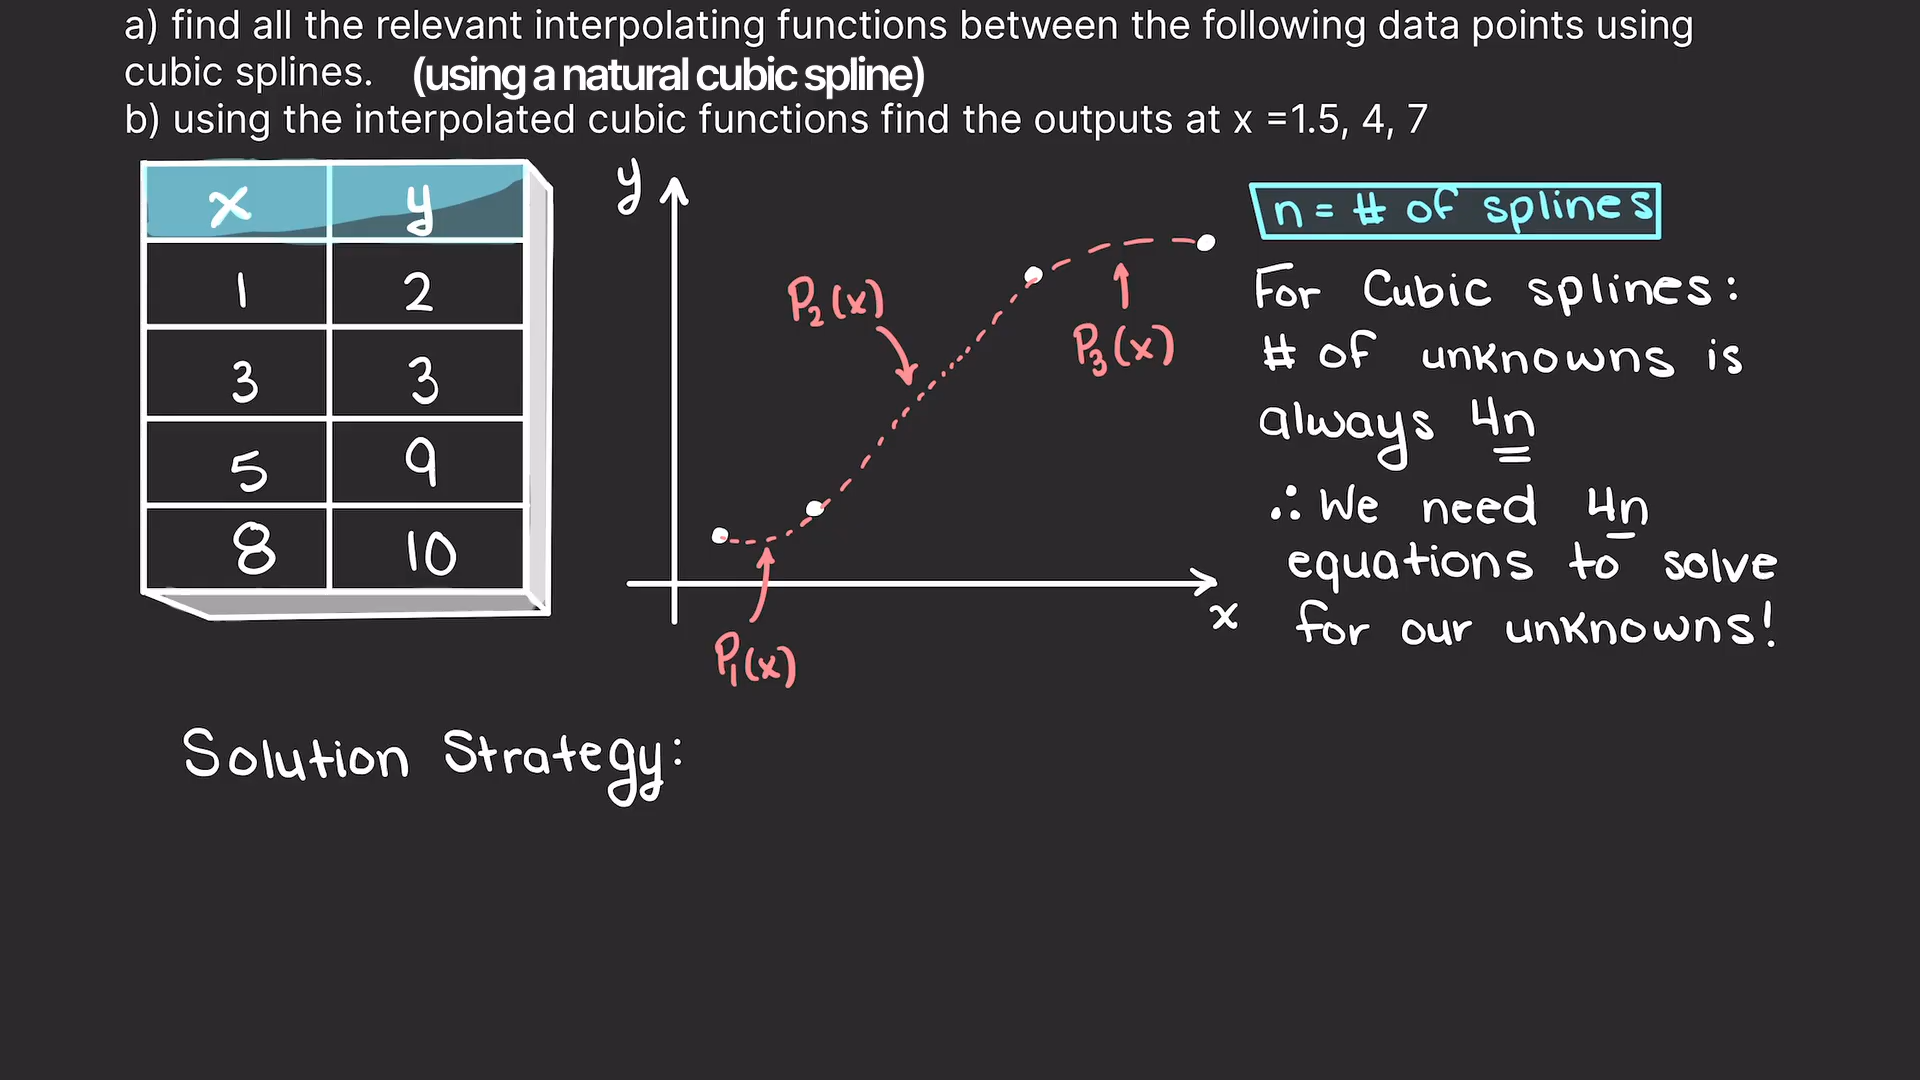 a) find all the relevant interpolating functions between the following data points using
cubic splines. (using a natural cubic spline)
b) using the interpolated cubic functions find the outputs at x =1.5, 4, 7
x y
1 2
3 3
5 9
8 10
y
P₂(x)
P₃(x)
P₁(x)
x
n = # of splines
For Cubic splines:
# of unknowns is
always 4n
∴ We need 4n
equations to solve
for our unknowns!
Solution Strategy: